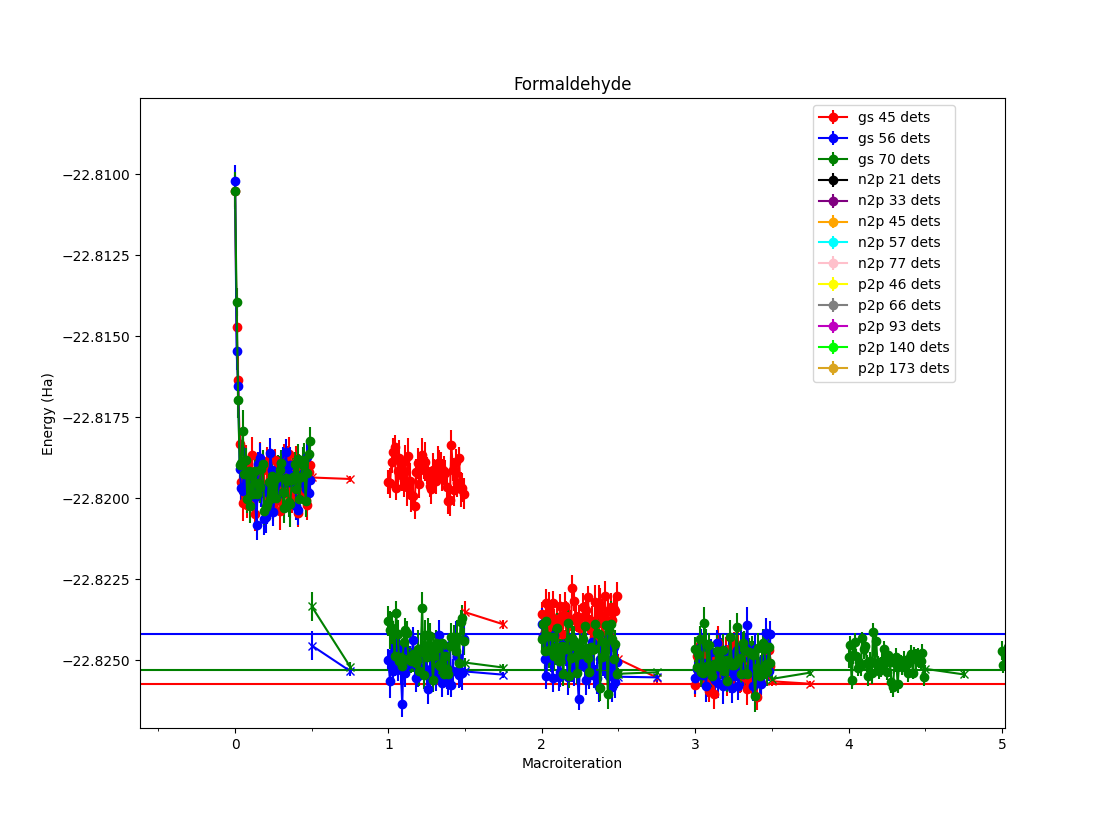 Formaldehyde
−22.8100
−22.8125
−22.8150
−22.8175
−22.8200
−22.8225
−22.8250
Energy (Ha)
gs 45 dets
gs 56 dets
gs 70 dets
n2p 21 dets
n2p 33 dets
n2p 45 dets
n2p 57 dets
n2p 77 dets
p2p 46 dets
p2p 66 dets
p2p 93 dets
p2p 140 dets
p2p 173 dets
0 1 2 3 4 5
Macroiteration